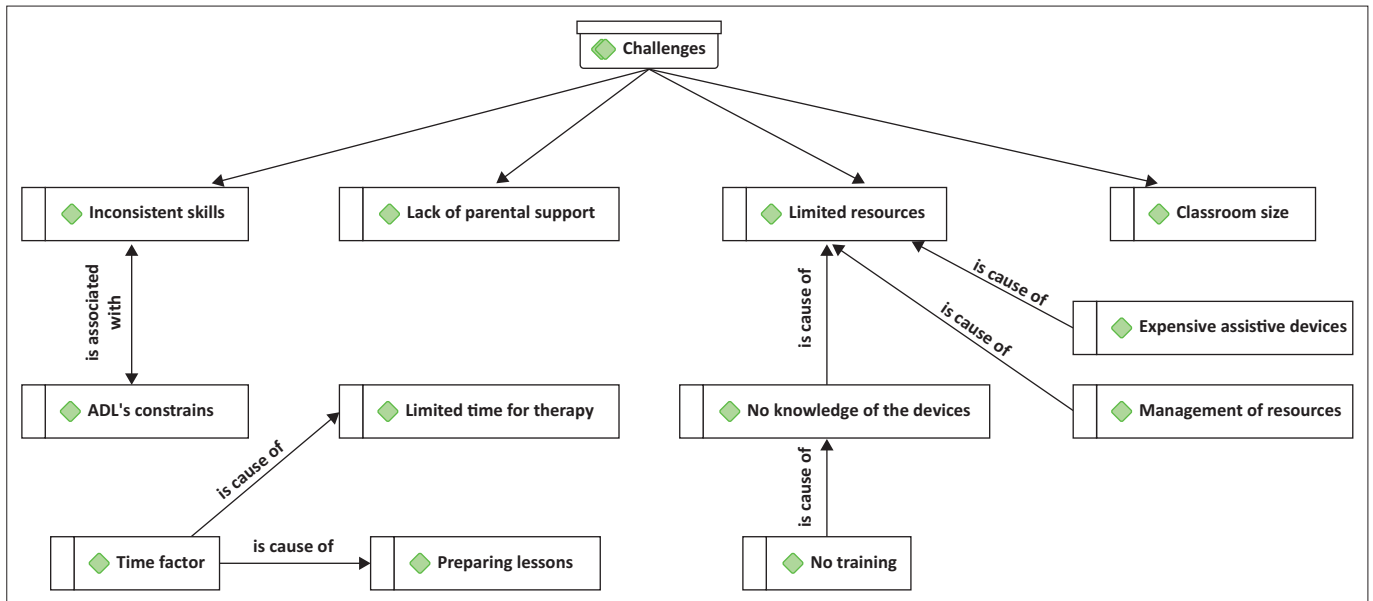 Challenges
Inconsistent skills
Lack of parental support
Limited resources
Classroom size
is associated
with
is cause of
is cause of
is cause of
Expensive assistive devices
ADL's constrains
Limited time for therapy
No knowledge of the devices
Management of resources
is cause of
is cause of
Time factor
is cause of
Preparing lessons
No training